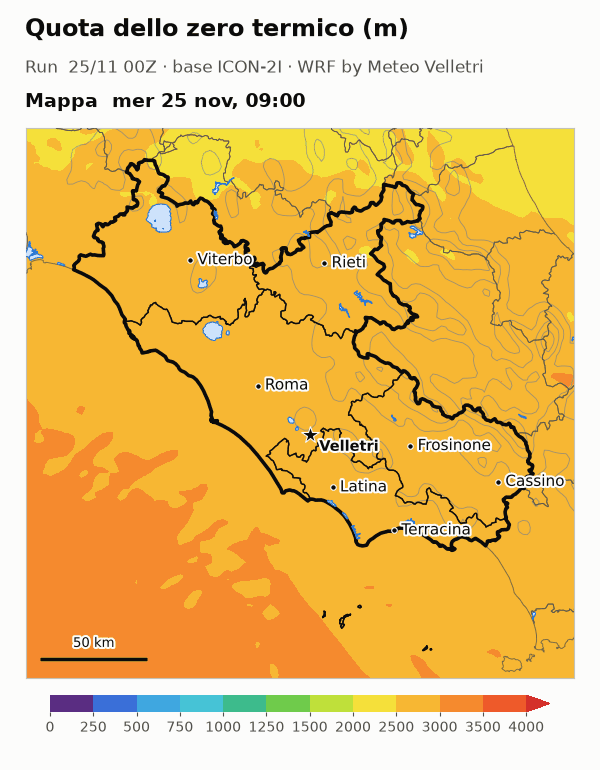 Quota dello zero termico (m)
Run  25/11 00Z · base ICON-2I · WRF by Meteo Velletri
Mappa  mer 25 nov, 09:00
Viterbo
Rieti
Roma
Velletri
Frosinone
Latina
Cassino
Terracina
50 km
0 250 500 750 1000 1250 1500 2000 2500 3000 3500 4000